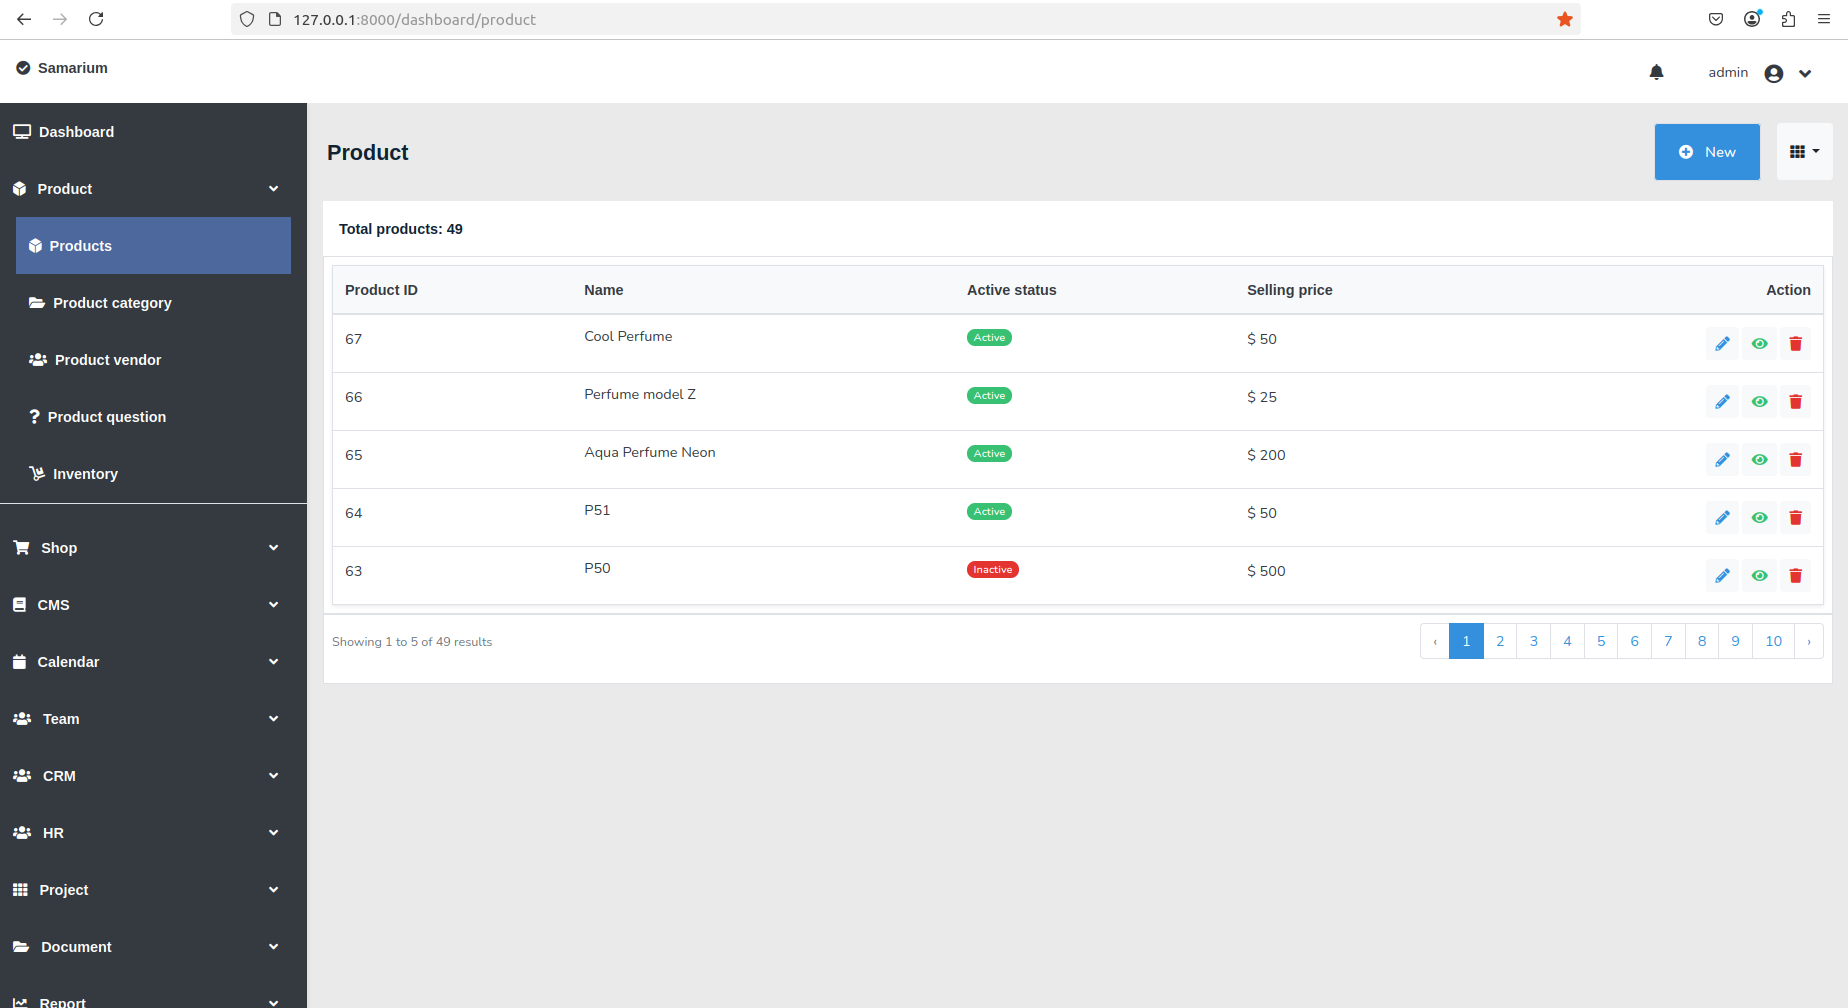 127.0.0.1:8000/dashboard/product
Samarium
admin
Dashboard
Product
Products
Product category
Product vendor
Product question
Inventory
Shop
CMS
Calendar
Team
CRM
HR
Project
Document
Report
Product
New
Total products: 49
Product ID Name Active status Selling price Action
67 Cool Perfume Active $ 50
66 Perfume model Z Active $ 25
65 Aqua Perfume Neon Active $ 200
64 P51 Active $ 50
63 P50 Inactive $ 500
Showing 1 to 5 of 49 results
‹ 1 2 3 4 5 6 7 8 9 10 ›